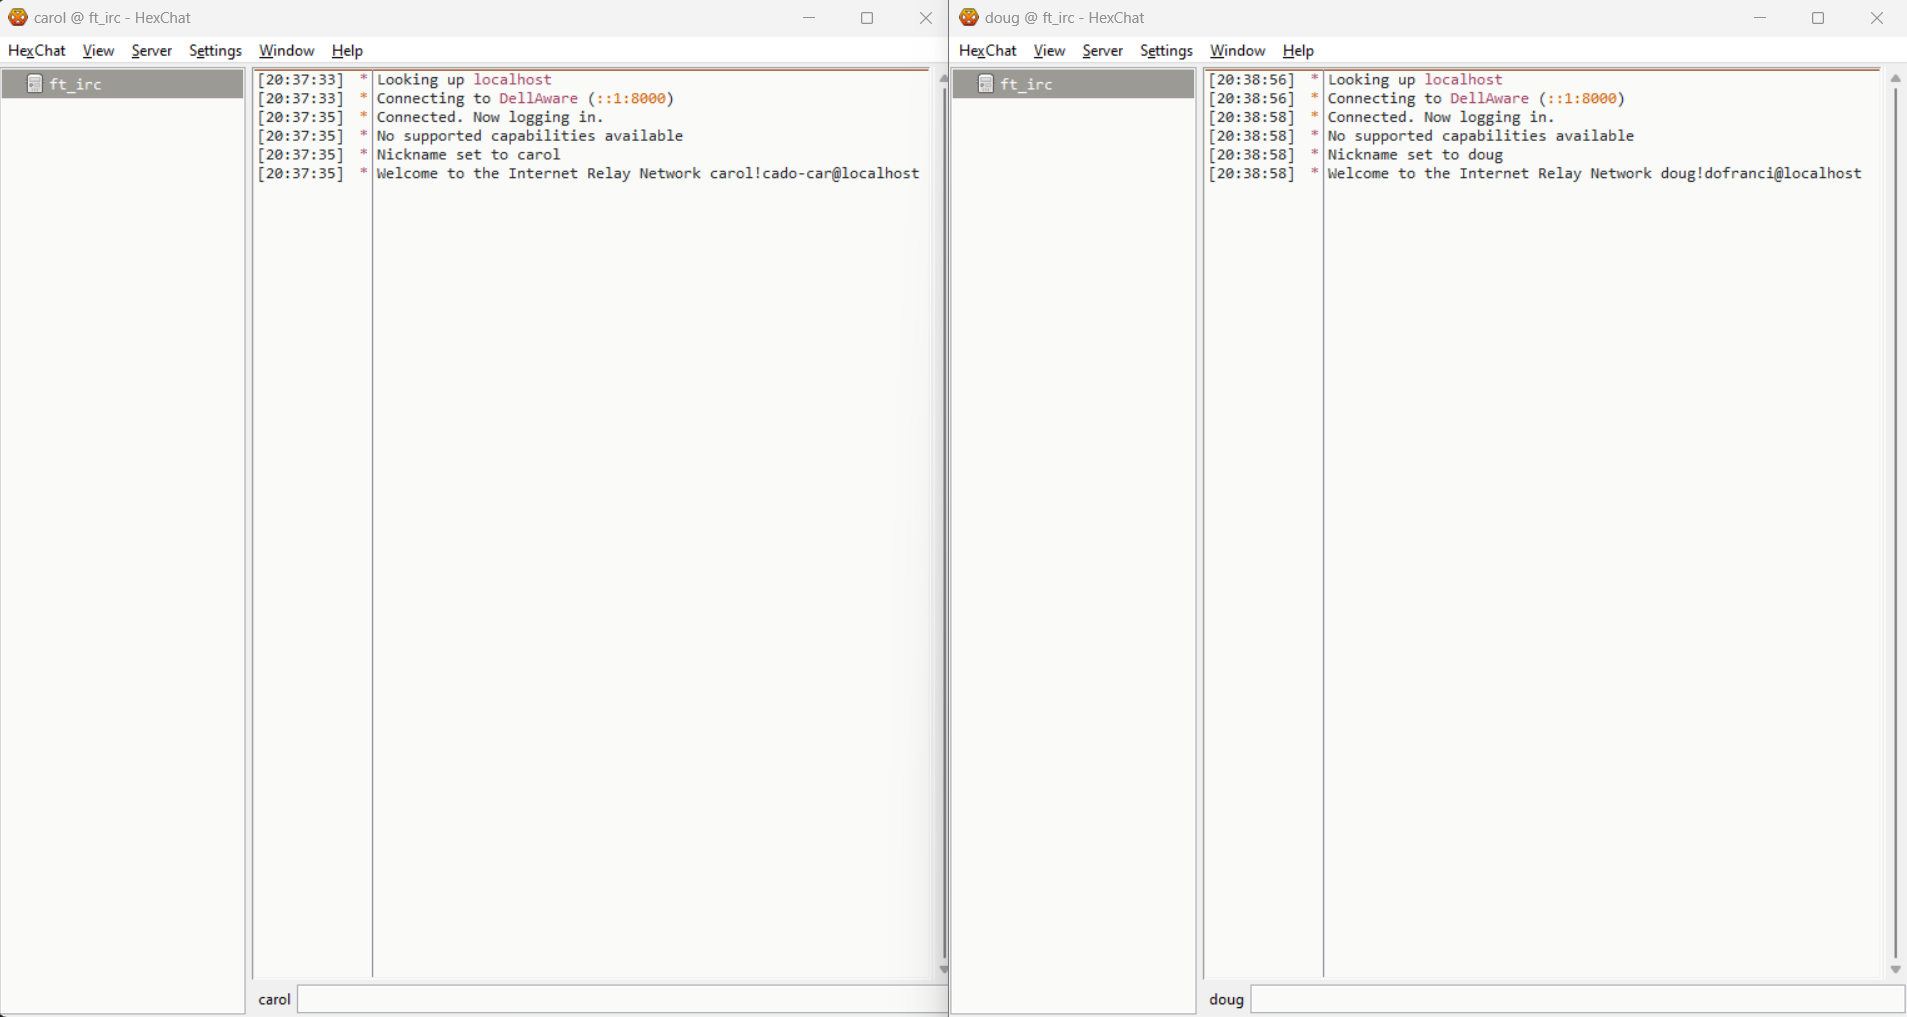 carol @ ft_irc - HexChat
HexChat View Server Settings Window Help
ft_irc
[20:37:33] * Looking up localhost
[20:37:33] * Connecting to DellAware (::1:8000)
[20:37:35] * Connected. Now logging in.
[20:37:35] * No supported capabilities available
[20:37:35] * Nickname set to carol
[20:37:35] * Welcome to the Internet Relay Network carol!cado-car@localhost
carol
doug @ ft_irc - HexChat
HexChat View Server Settings Window Help
ft_irc
[20:38:56] * Looking up localhost
[20:38:56] * Connecting to DellAware (::1:8000)
[20:38:58] * Connected. Now logging in.
[20:38:58] * No supported capabilities available
[20:38:58] * Nickname set to doug
[20:38:58] * Welcome to the Internet Relay Network doug!dofranci@localhost
doug